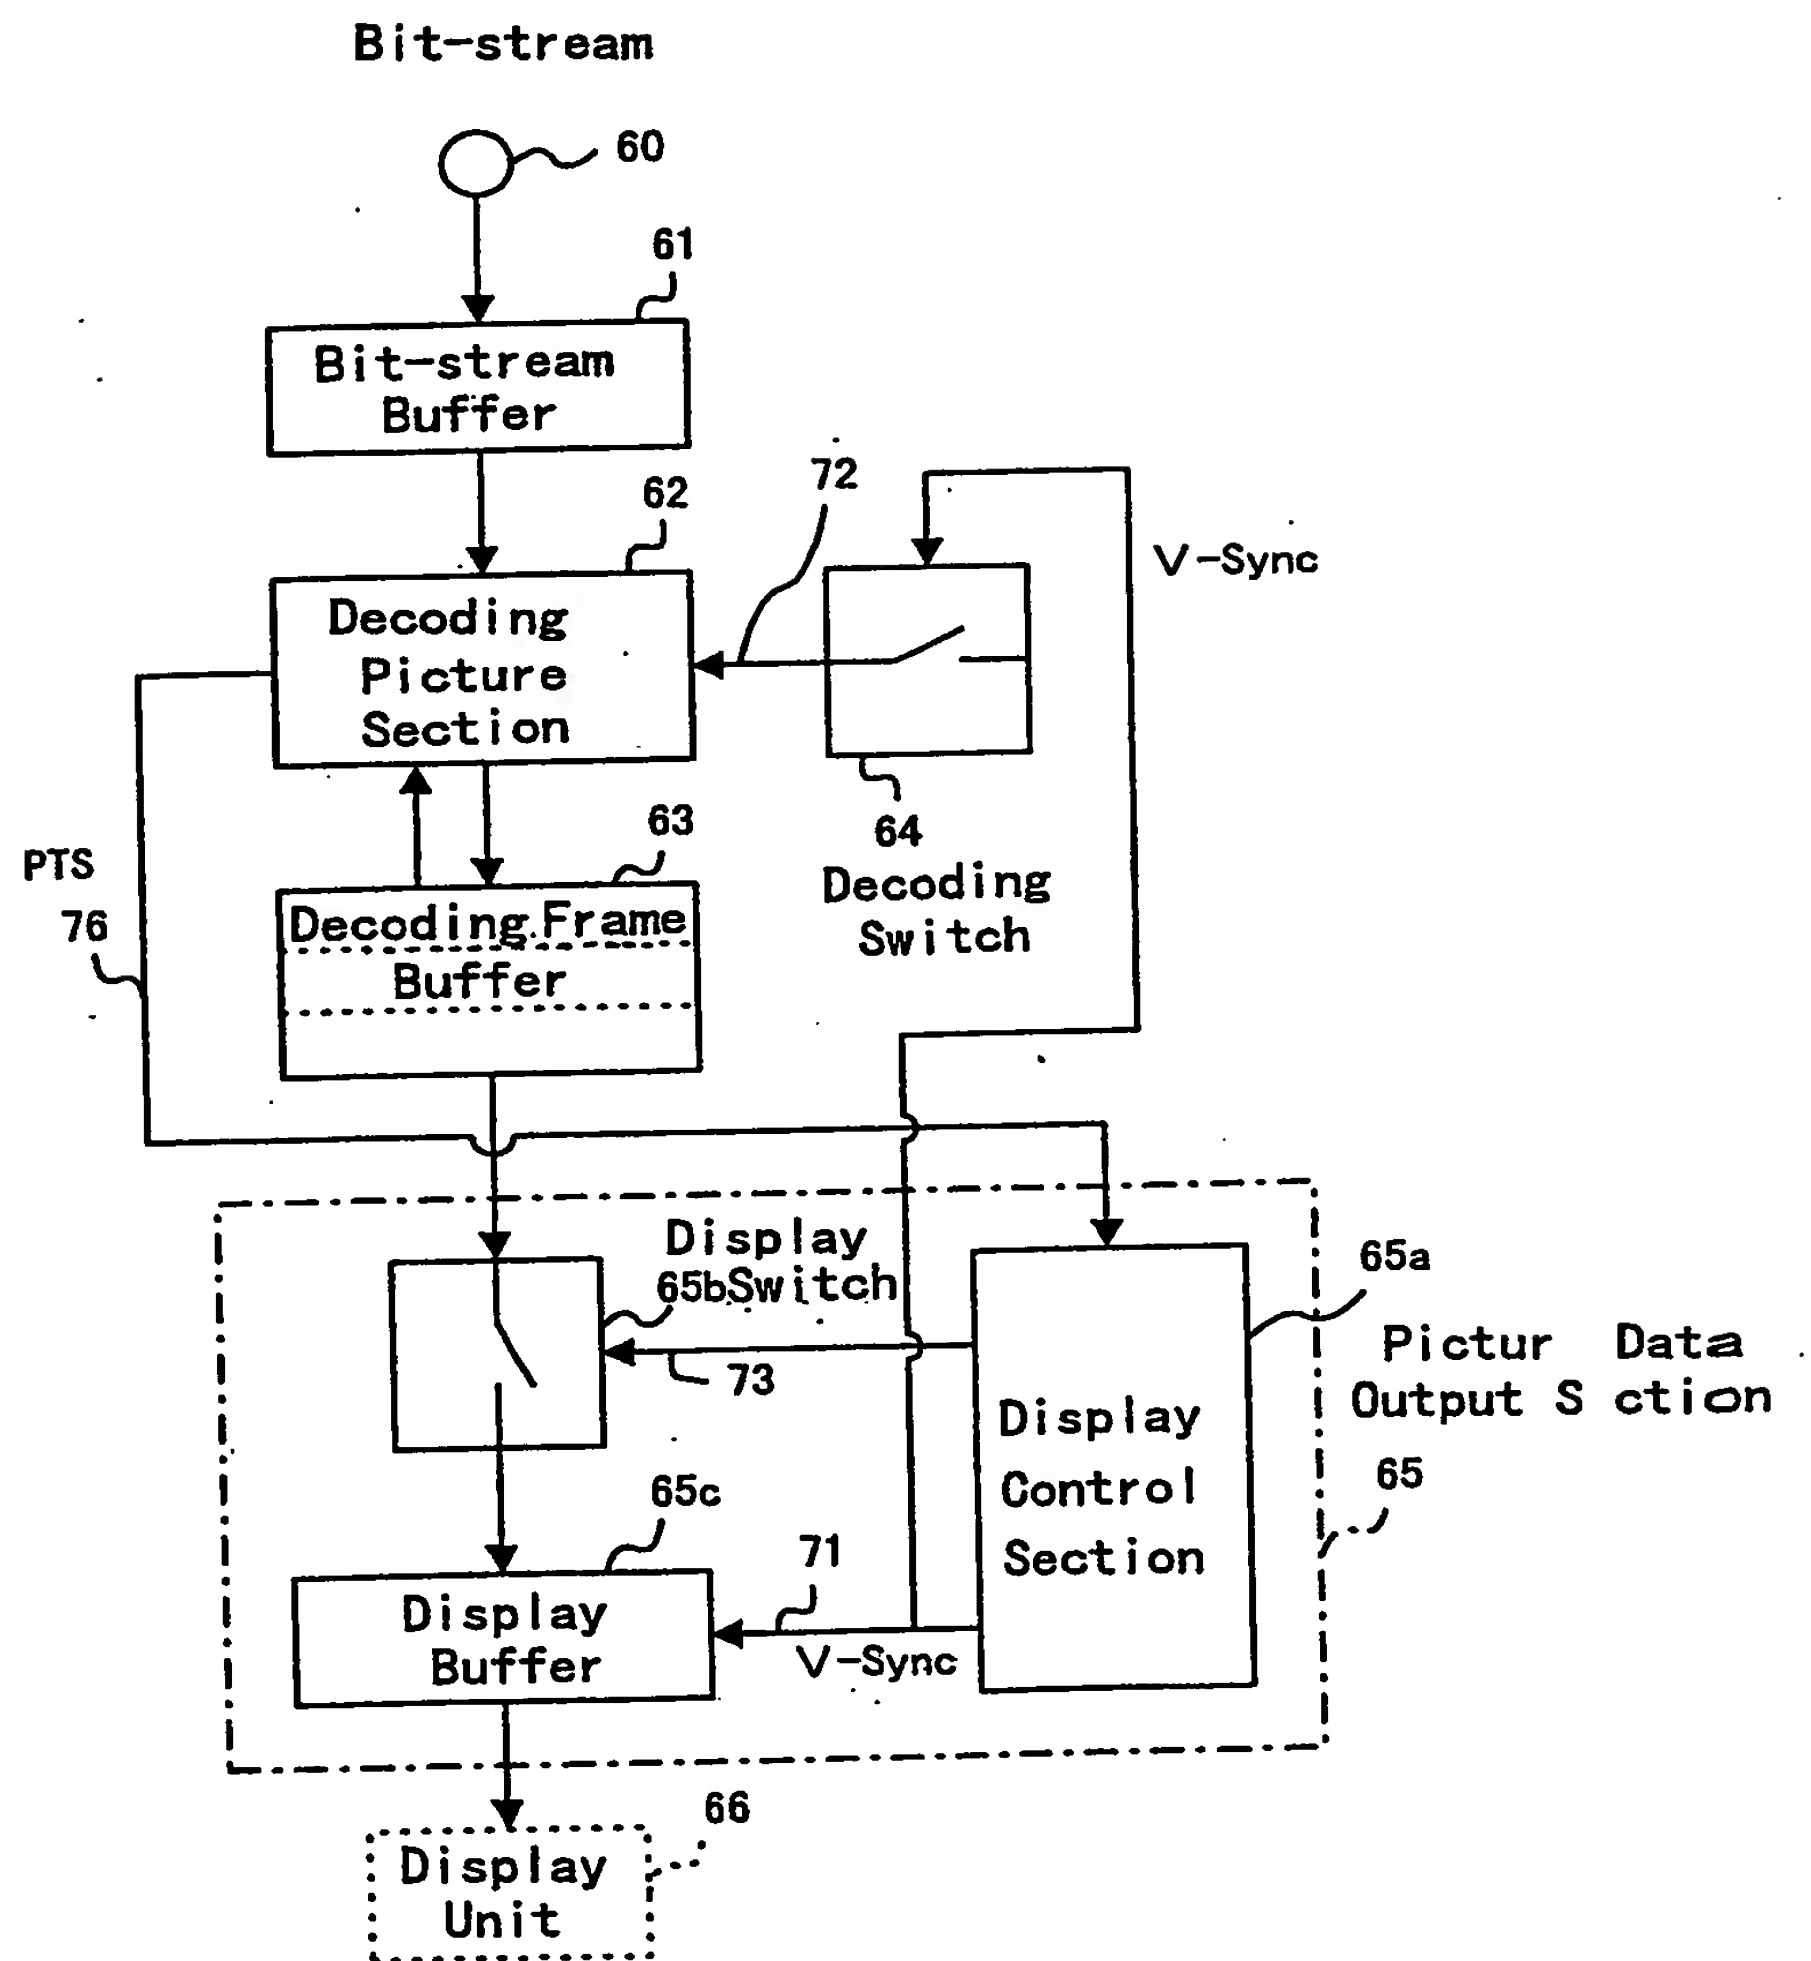 Bit-stream
60
61
Bit-stream
Buffer
62
72
V-Sync
Decoding
Picture
Section
64
Decoding
Switch
63
PTS
76
Decoding Frame
Buffer
Display
65bSwitch
65a
73
Pictur Data
Output S ction
65
Display
Control
Section
65c
71
V-Sync
Display
Buffer
66
Display
Unit